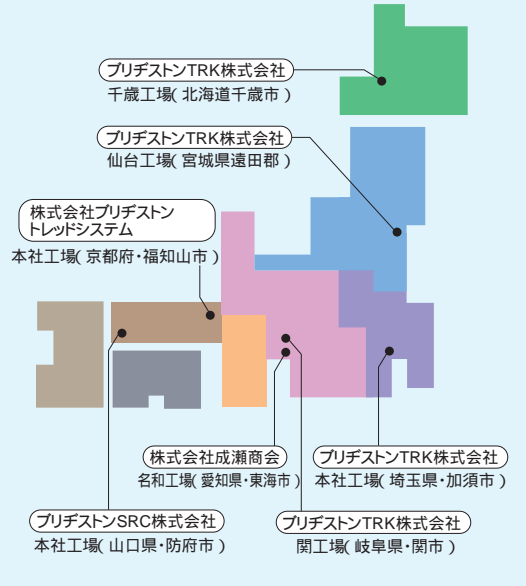 ブリヂストンTRK株式会社
千歳工場(北海道千歳市)
ブリヂストンTRK株式会社
仙台工場(宮城県遠田郡)
株式会社ブリヂストン
トレッドシステム
本社工場(京都府・福知山市)
株式会社成瀬商会
名和工場(愛知県・東海市)
ブリヂストンTRK株式会社
本社工場(埼玉県・加須市)
ブリヂストンSRC株式会社
本社工場(山口県・防府市)
ブリヂストンTRK株式会社
関工場(岐阜県・関市)